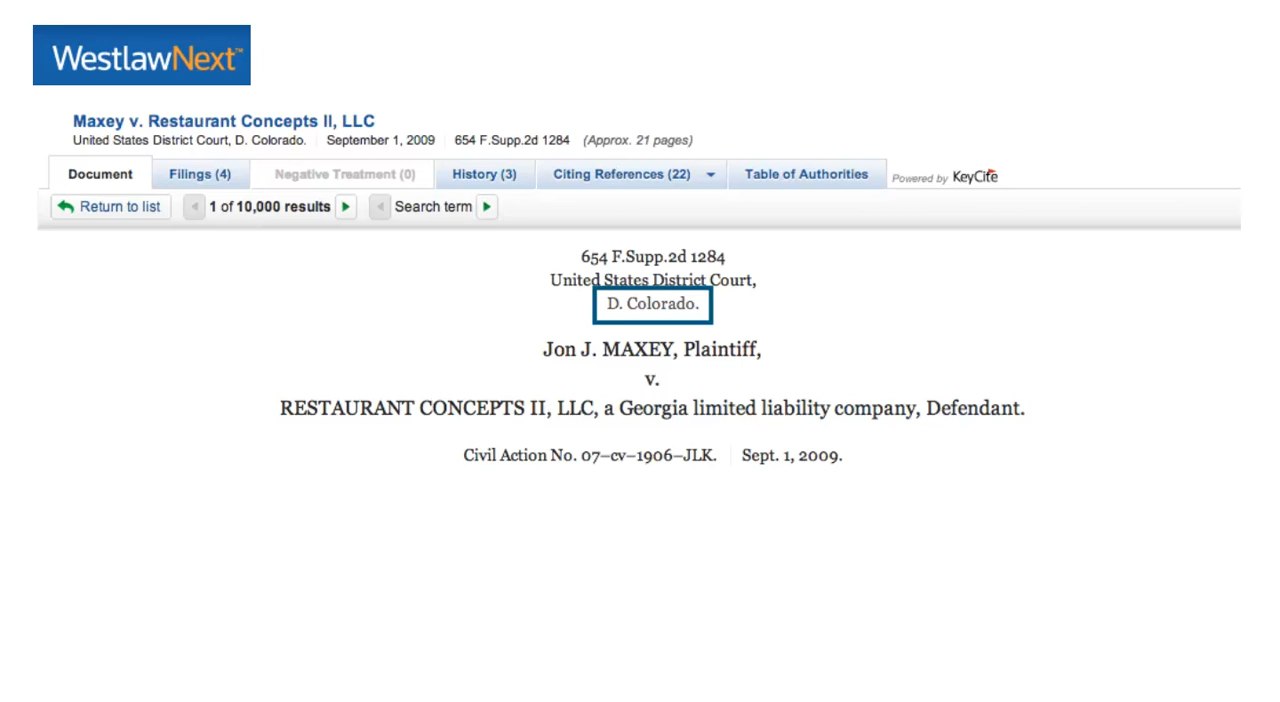 WestlawNext™
Maxey v. Restaurant Concepts II, LLC
United States District Court, D. Colorado. September 1, 2009 654 F.Supp.2d 1284 (Approx. 21 pages)
Document Filings (4) Negative Treatment (0) History (3) Citing References (22) Table of Authorities Powered by KeyCite
Return to list 1 of 10,000 results Search term
654 F.Supp.2d 1284
United States District Court,
D. Colorado.
Jon J. MAXEY, Plaintiff,
v.
RESTAURANT CONCEPTS II, LLC, a Georgia limited liability company, Defendant.
Civil Action No. 07–cv–1906–JLK. Sept. 1, 2009.